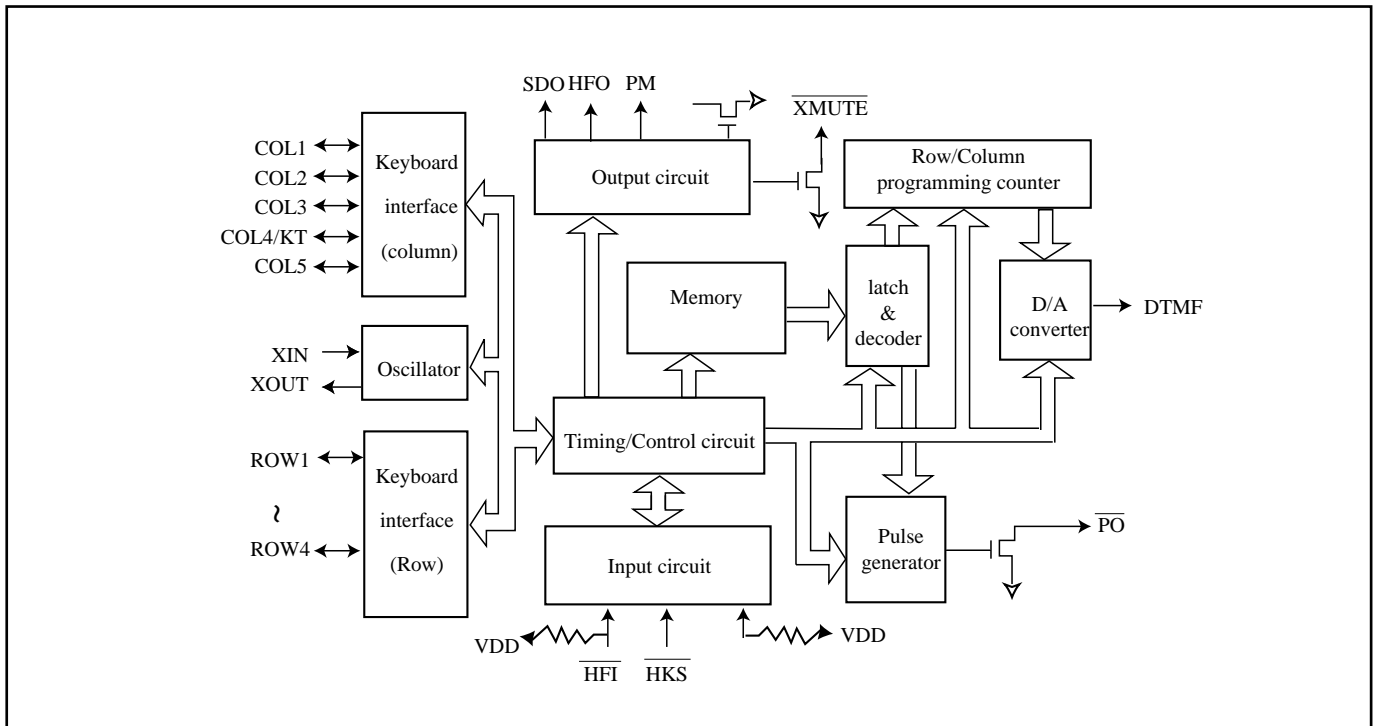 SDO HFO PM
XMUTE
COL1
COL2
COL3
COL4/KT
COL5
Keyboard
interface
(column)
Output circuit
Row/Column
programming counter
Memory
latch
&
decoder
D/A
converter
DTMF
XIN
XOUT
Oscillator
Timing/Control circuit
ROW1
~
ROW4
Keyboard
interface
(Row)
Input circuit
Pulse
generator
PO
VDD
HFI
HKS
VDD